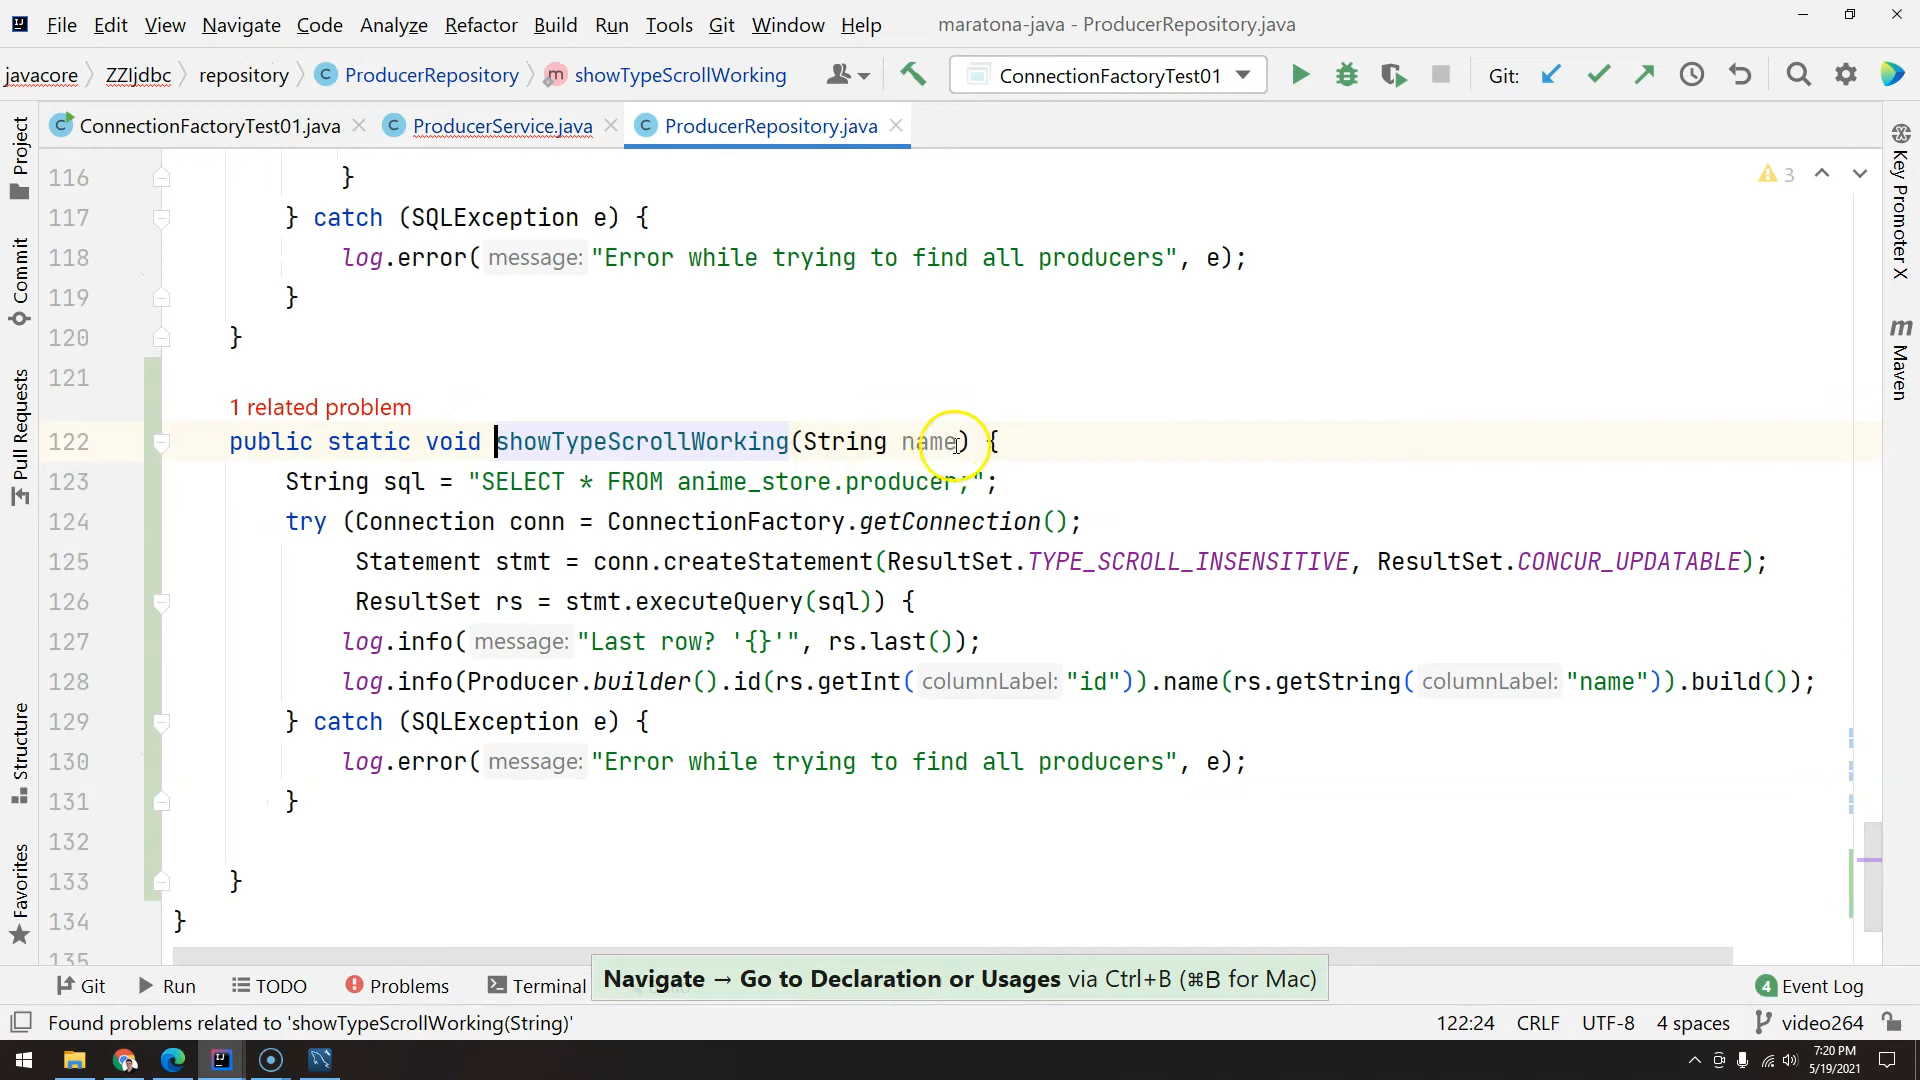 File Edit View Navigate Code Analyze Refactor Build Run Tools Git Window Help maratona-java - ProducerRepository.java
javacore ZZIjdbc repository ProducerRepository showTypeScrollWorking ConnectionFactoryTest01 Git:
ConnectionFactoryTest01.java ProducerService.java ProducerRepository.java
Project
Commit
Pull Requests
Structure
Favorites
3
116 }
117 } catch (SQLException e) {
118 log.error( message: "Error while trying to find all producers", e);
119 }
120 }
121
1 related problem
122 public static void showTypeScrollWorking(String name) {
123 String sql = "SELECT * FROM anime_store.producer;";
124 try (Connection conn = ConnectionFactory.getConnection();
125 Statement stmt = conn.createStatement(ResultSet.TYPE_SCROLL_INSENSITIVE, ResultSet.CONCUR_UPDATABLE);
126 ResultSet rs = stmt.executeQuery(sql)) {
127 log.info( message: "Last row? '{}'", rs.last());
128 log.info(Producer.builder().id(rs.getInt( columnLabel: "id")).name(rs.getString( columnLabel: "name")).build());
129 } catch (SQLException e) {
130 log.error( message: "Error while trying to find all producers", e);
131 }
132
133 }
134 }
135
Key Promoter X
Maven
Navigate → Go to Declaration or Usages via Ctrl+B (⌘B for Mac)
Git Run TODO Problems Terminal 4 Event Log
Found problems related to 'showTypeScrollWorking(String)' 122:24 CRLF UTF-8 4 spaces video264
7:20 PM
5/19/2021